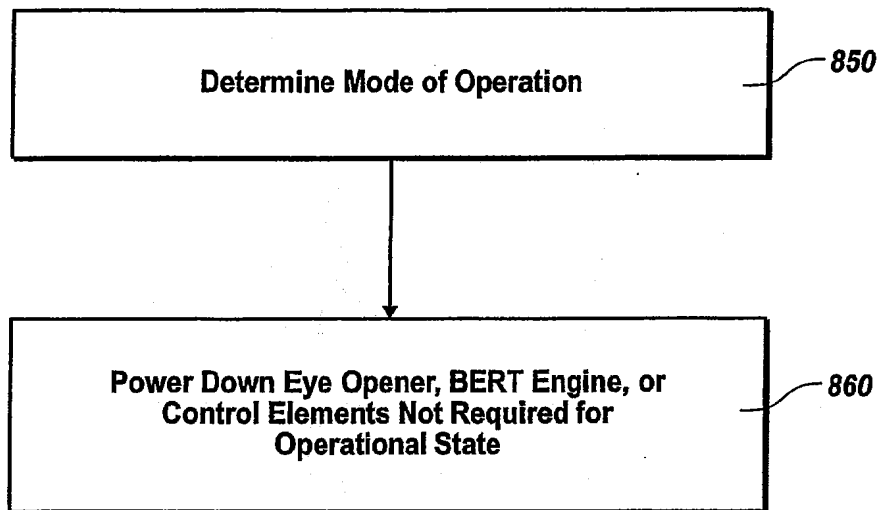 Determine Mode of Operation
850
Power Down Eye Opener, BERT Engine, or
Control Elements Not Required for
Operational State
860